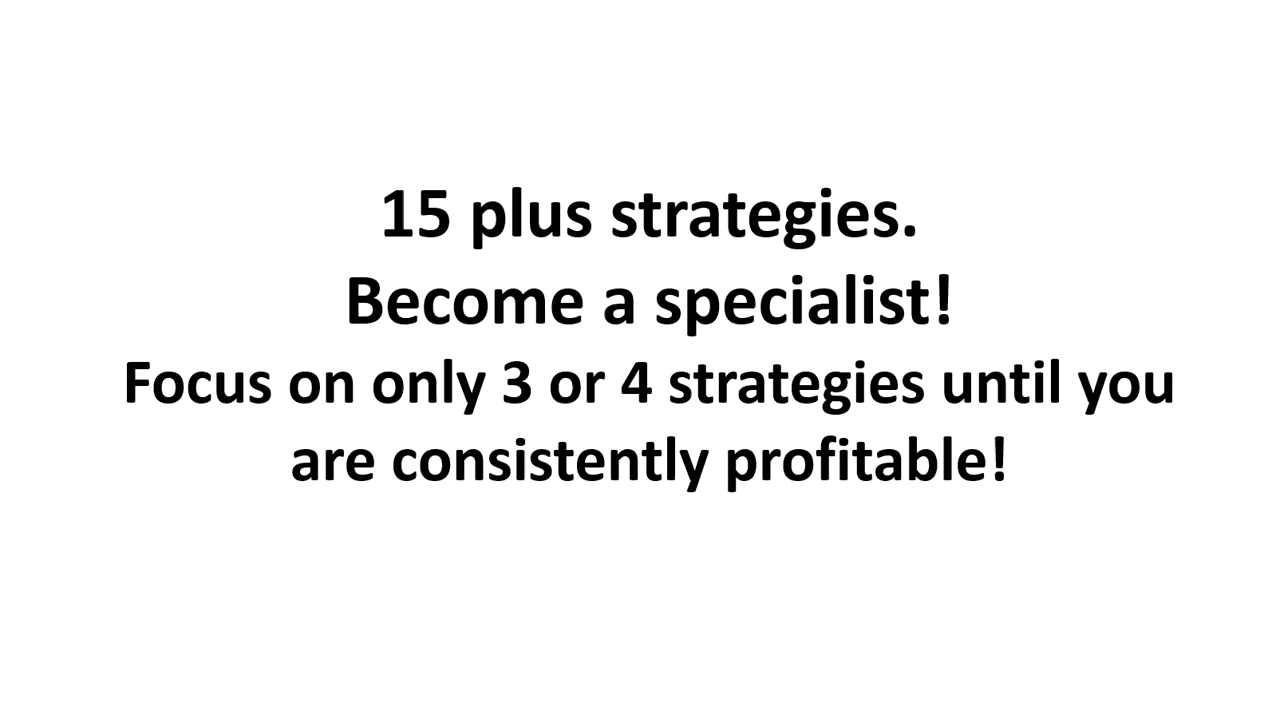 15 plus strategies.
Become a specialist!
Focus on only 3 or 4 strategies until you
are consistently profitable!